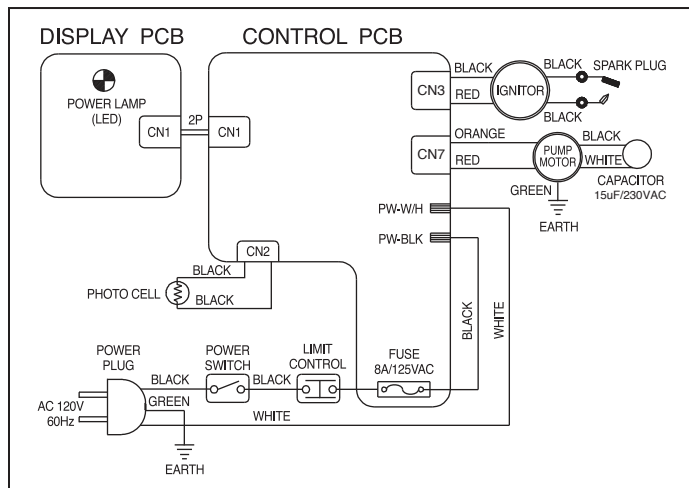 DISPLAY PCB
CONTROL PCB
POWER LAMP
(LED)
CN1
2P
CN1
CN3
BLACK
RED
IGNITOR
BLACK
SPARK PLUG
BLACK
CN7
ORANGE
RED
PUMP
MOTOR
BLACK
WHITE
CAPACITOR
15uF/230VAC
GREEN
EARTH
PW-W/H
PW-BLK
CN2
BLACK
BLACK
PHOTO CELL
BLACK
WHITE
POWER
PLUG
POWER
SWITCH
LIMIT
CONTROL
FUSE
8A/125VAC
BLACK
BLACK
GREEN
AC 120V
60Hz
WHITE
EARTH